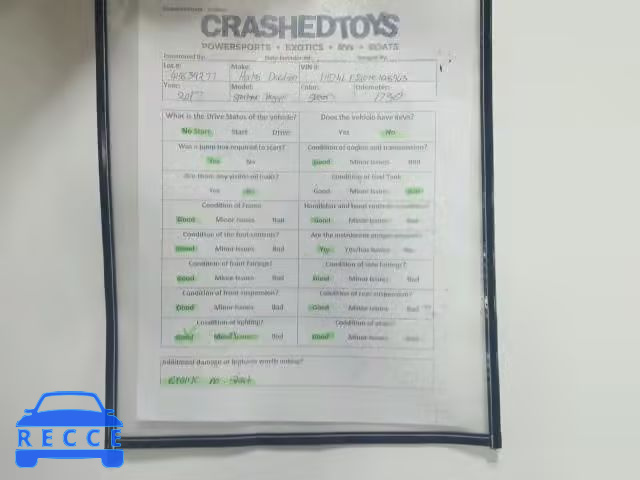 CRASHEDTOYS
POWERSPORTS • EXOTICS • RVs • BOATS
Lot #: Make: VIN #:
Year: Model: Color: Odometer:
2017
What is the Drive Status of the vehicle? Does the vehicle have keys?
No Start Start Drive Yes No
Was a jump box required to start? Condition of engine and transmission?
Yes No Good Minor Issues Bad
Are there any visible oil leaks? Condition of Fuel Tank
Yes No Good Minor Issues Bad
Condition of Frame Handlebar and hand controls condition?
Good Minor Issues Bad Good Minor Issues Bad
Condition of the foot controls? Are the instrument
Good Minor Issues Bad Yes Yes/has Issues No
Condition of front fairings? Condition of side fairings?
Good Minor Issues Bad Good Minor Issues Bad
Condition of front suspension? Condition of rear suspension?
Good Minor Issues Bad Good Minor Issues Bad
Condition of lighting? Condition of
Good Minor Issues Bad Good Minor Issues Bad
Additional damage or features worth noting?
no start
RECCE